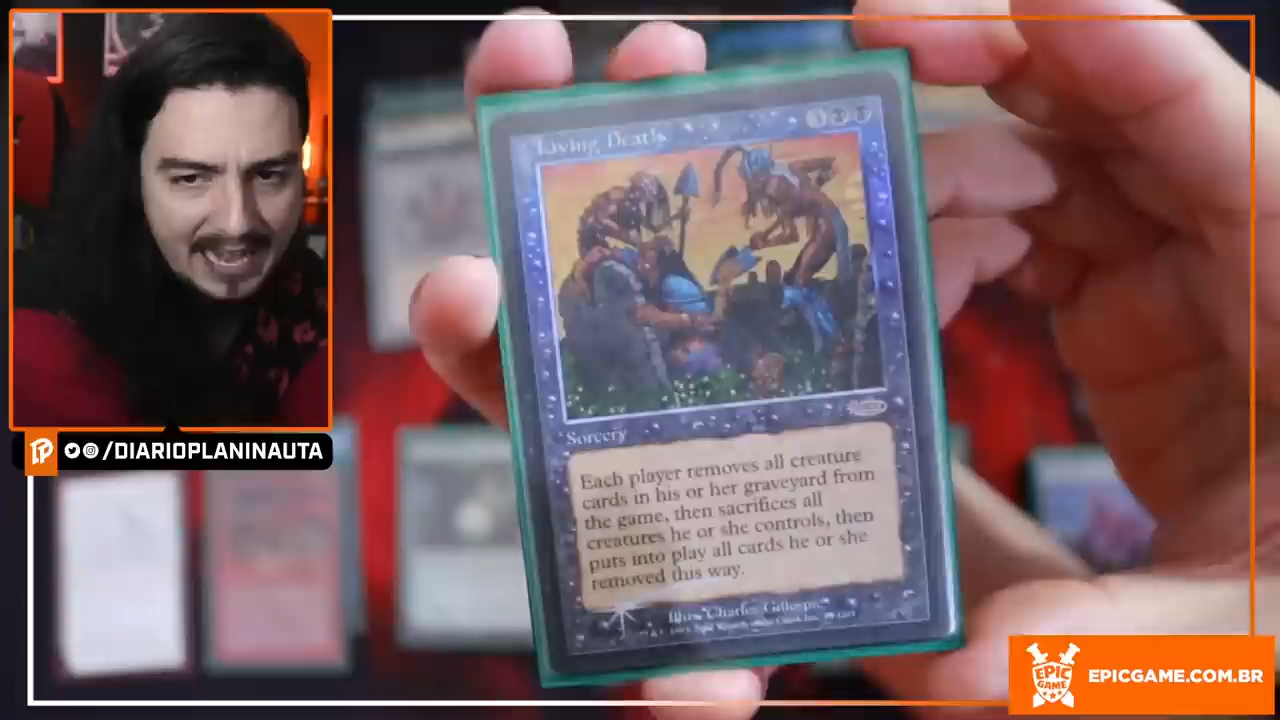 Living Death
Sorcery
Each player removes all creature
cards in his or her graveyard from
the game, then sacrifices all
creatures he or she controls, then
puts into play all cards he or she
removed this way.
Illus. Charles Gillespie
/DIARIOPLANINAUTA
EPIC
GAME
EPICGAME.COM.BR